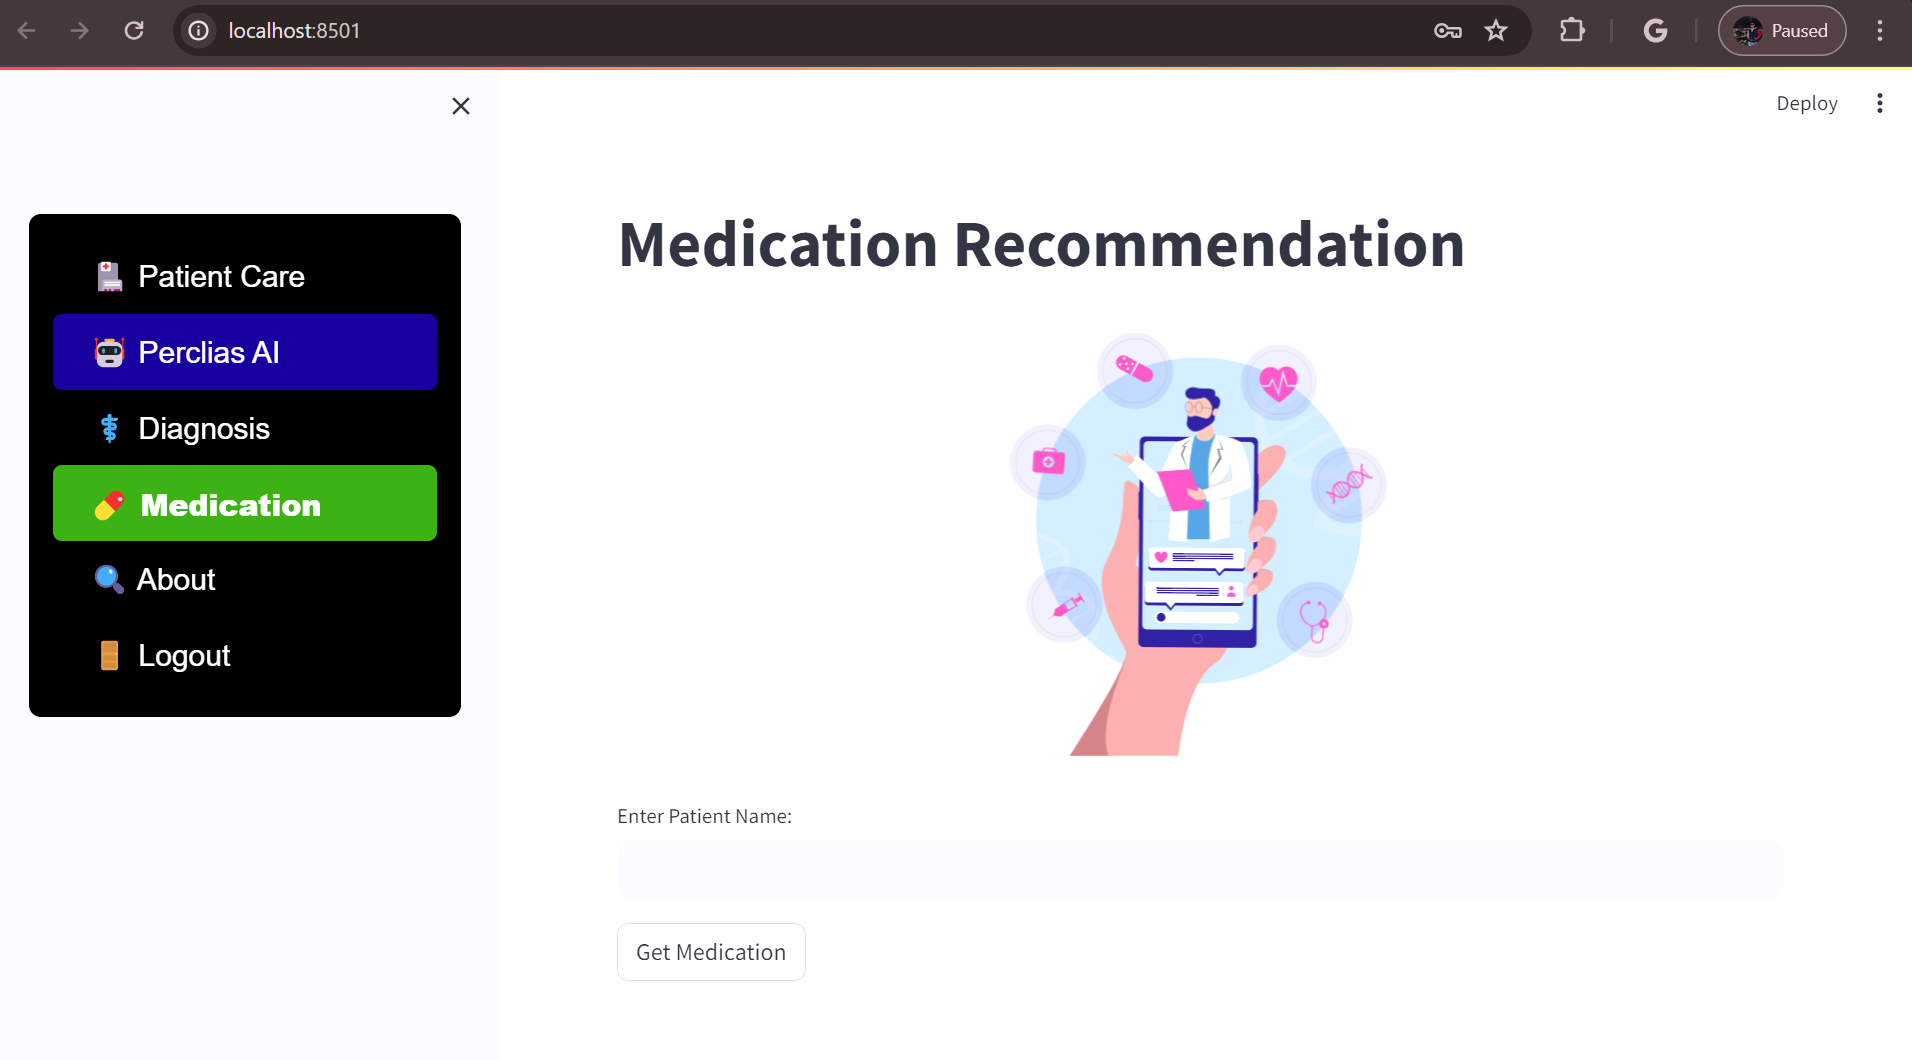 localhost:8501
Paused
Deploy
Patient Care
Perclias AI
Diagnosis
Medication
About
Logout
Medication Recommendation
Enter Patient Name:
Get Medication